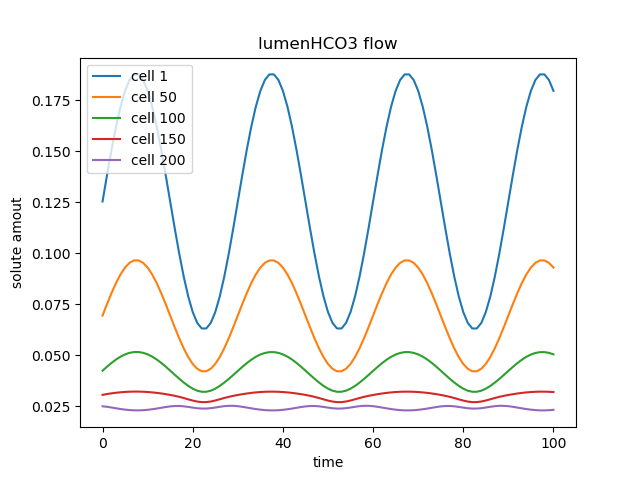 lumenHCO3 flow
cell 1
cell 50
cell 100
cell 150
cell 200
0.175
0.150
0.125
0.100
0.075
0.050
0.025
solute amout
0 20 40 60 80 100
time